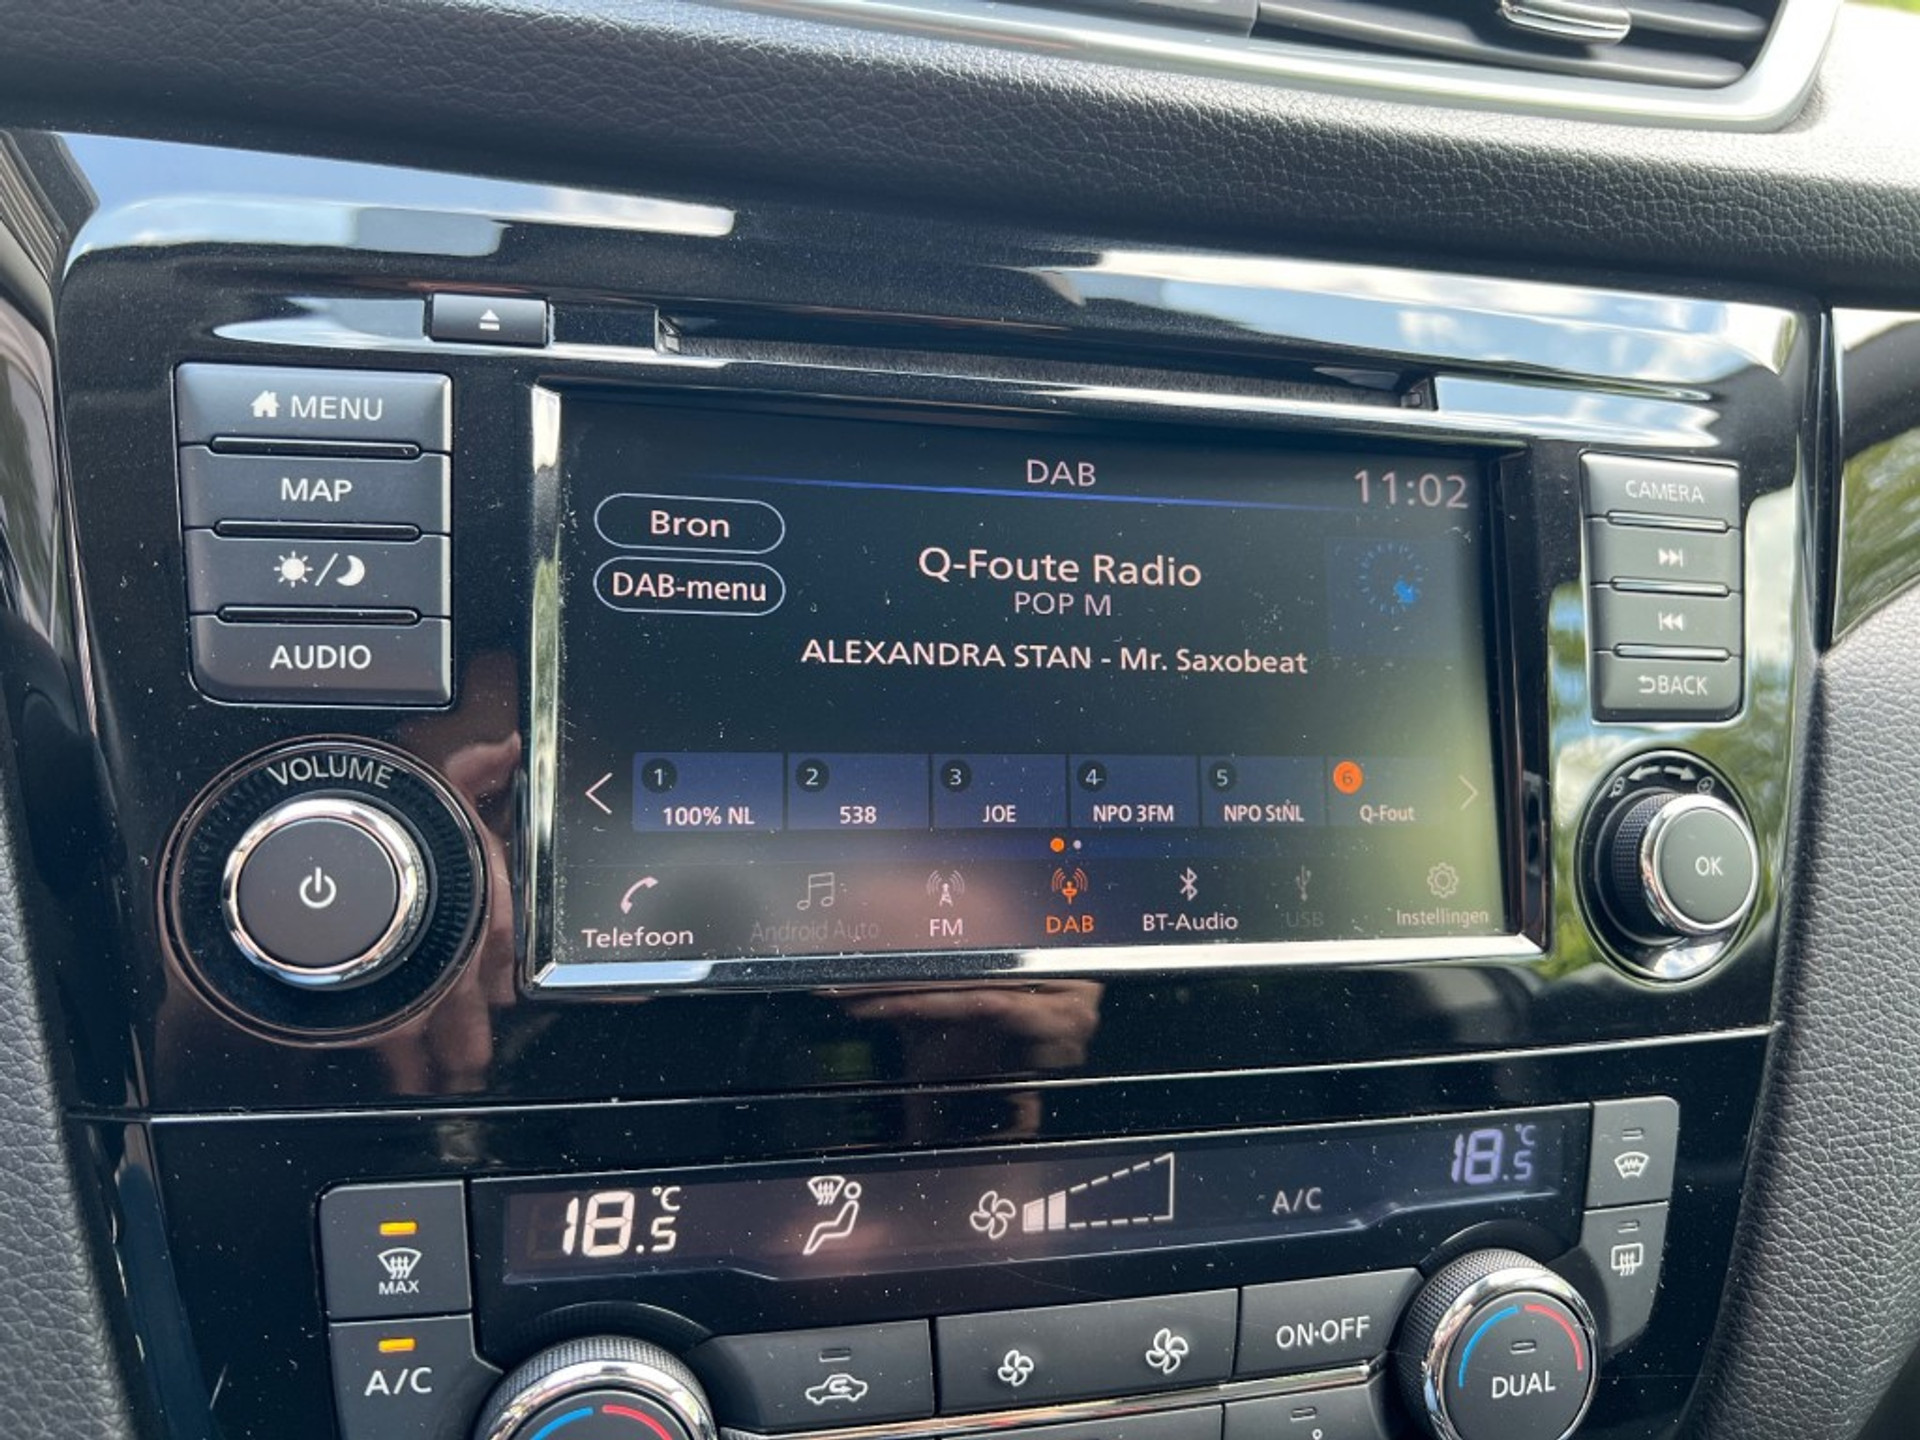 MENU
MAP
AUDIO
VOLUME
DAB
11:02
Bron
DAB-menu
Q-Foute Radio
POP M
ALEXANDRA STAN - Mr. Saxobeat
1 2 3 4 5 6
100% NL 538 JOE NPO 3FM NPO StNL Q-Fout
Telefoon Android Auto FM DAB BT-Audio USB Instellingen
CAMERA
BACK
OK
18.5 °C A/C 18.5 °C
MAX
A/C
ON·OFF
DUAL